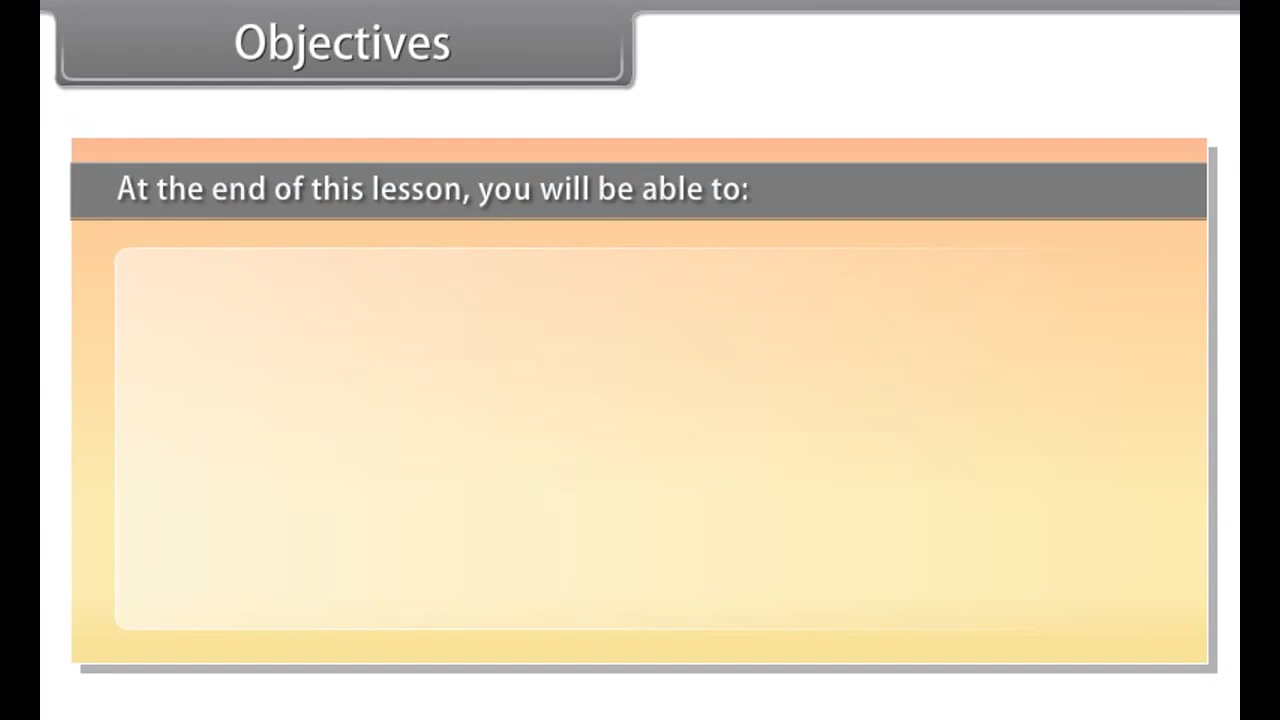 Objectives
At the end of this lesson, you will be able to: